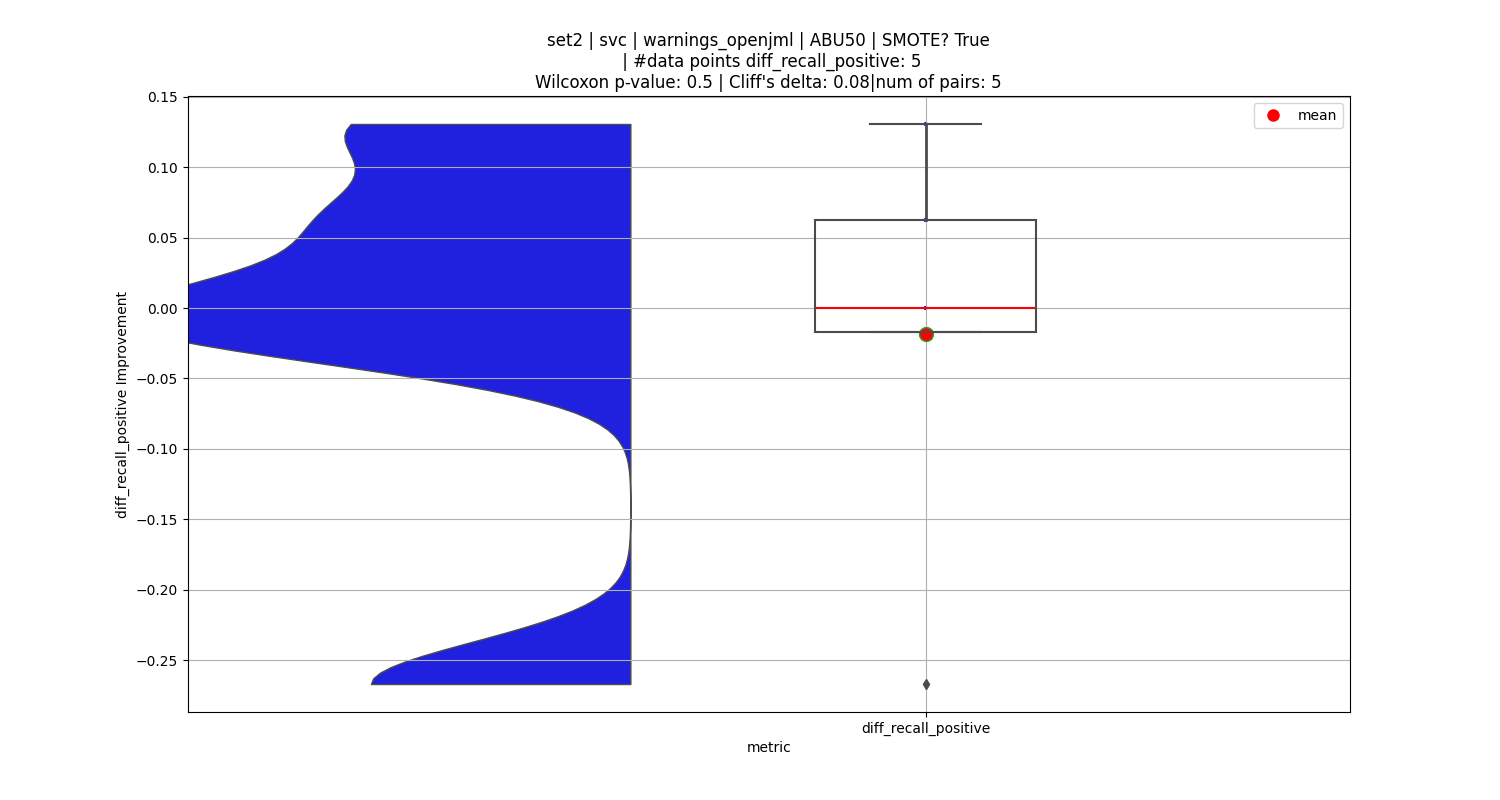 set2 | svc | warnings_openjml | ABU50 | SMOTE? True
| #data points diff_recall_positive: 5
Wilcoxon p-value: 0.5 | Cliff's delta: 0.08|num of pairs: 5
mean
0.15
0.10
0.05
0.00
−0.05
−0.10
−0.15
−0.20
−0.25
diff_recall_positive Improvement
diff_recall_positive
metric